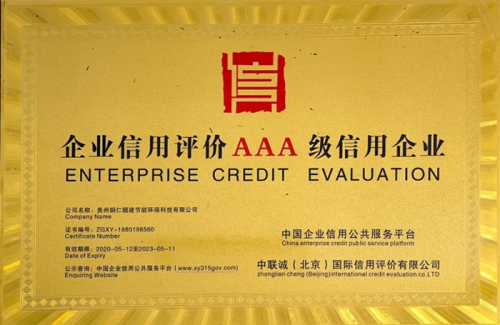 信
企业信用评价AAA级信用企业
ENTERPRISE CREDIT EVALUATION
公司名称：贵州铜仁堤建节能环保科技有限公司
Company Name
证书编号：ZGXY-1880198560
Certificate Number
有效期期：2020-05-12至2023-05-11
Date of Expiry
公示查询：中国企业信用公共服务平台（www.xy315gov.com）
Enquiring Website
中国企业信用公共服务平台
China enterprise credit public service platform
中联诚（北京）国际信用评价有限公司
zhonglian cheng (Beijing)international credit evaluation co.LTD